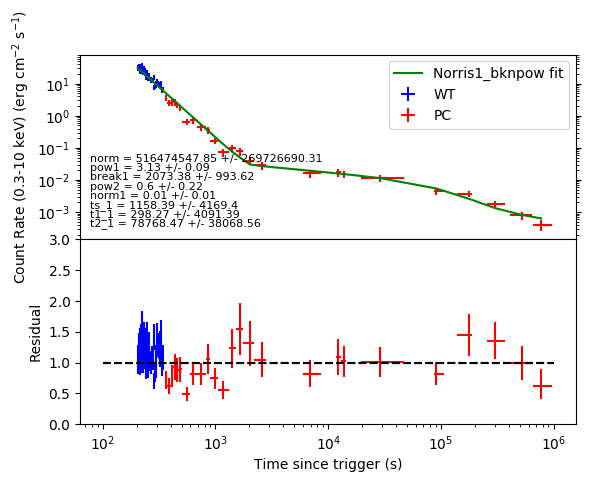 Count Rate (0.3-10 keV) (erg cm⁻² s⁻¹)
10¹
10⁰
10⁻¹
10⁻²
10⁻³
Norris1_bknpow fit
WT
PC
norm = 516474547.85 +/- 269726690.31
pow1 = 3.13 +/- 0.09
break1 = 2073.38 +/- 993.62
pow2 = 0.6 +/- 0.22
norm1 = 0.01 +/- 0.01
ts_1 = 1158.39 +/- 4169.4
t1_1 = 298.27 +/- 4091.39
t2_1 = 78768.47 +/- 38068.56
Residual
3.0
2.5
2.0
1.5
1.0
0.5
0.0
10² 10³ 10⁴ 10⁵ 10⁶
Time since trigger (s)